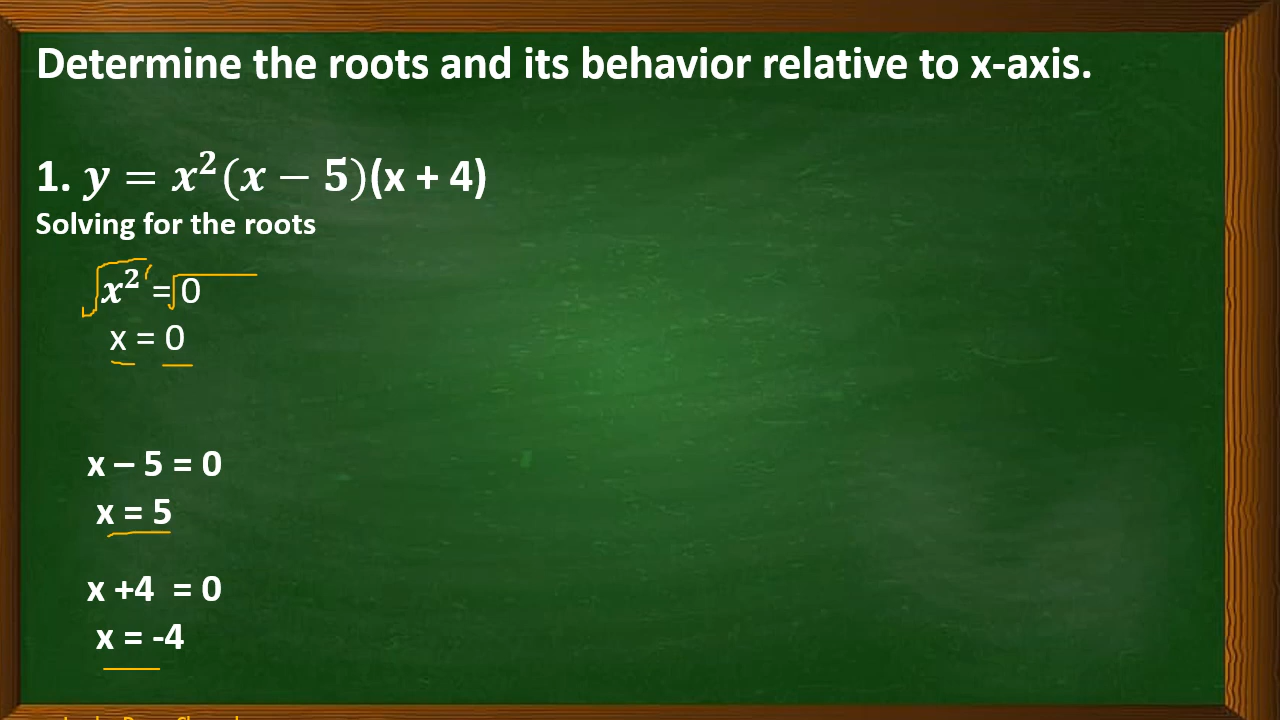 Determine the roots and its behavior relative to x-axis.
1. y = x²(x − 5)(x + 4)
Solving for the roots
√x² = √0
x = 0
x – 5 = 0
x = 5
x +4 = 0
x = -4